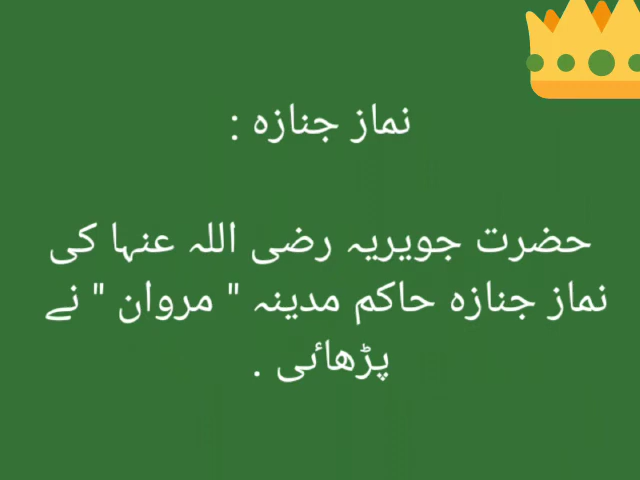 نماز جنازہ :
حضرت جویریہ رضی اللہ عنہا کی
نماز جنازہ حاکم مدینہ " مروان " نے
پڑھائی .